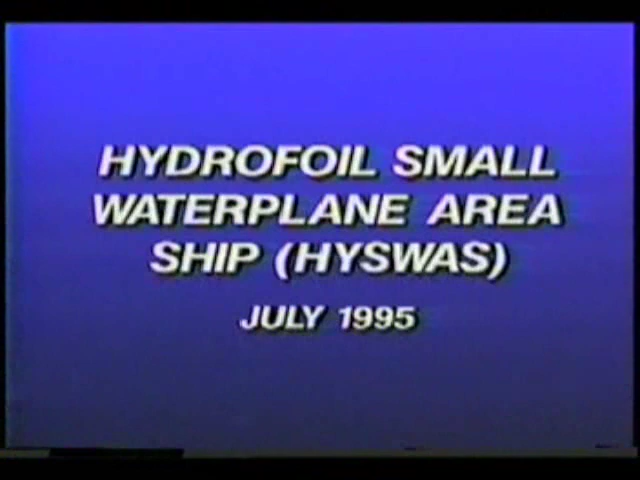 HYDROFOIL SMALL
WATERPLANE AREA
SHIP (HYSWAS)
JULY 1995